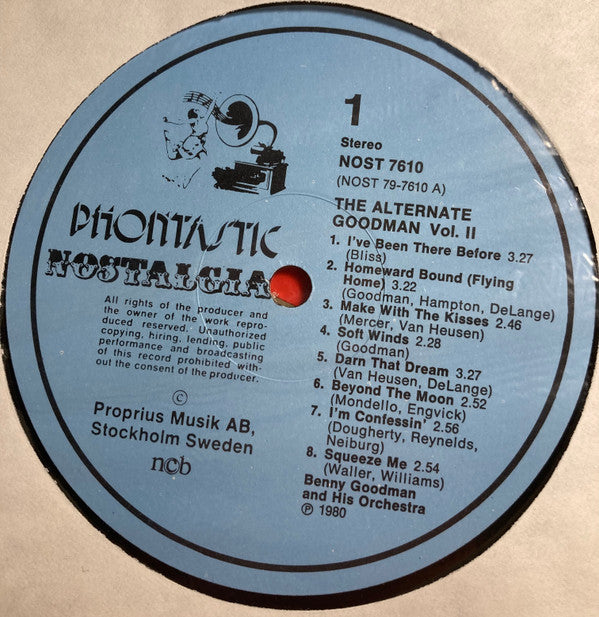 1
Stereo
NOST 7610
(NOST 79-7610 A)
PHONTASTIC
NOSTALGIA
All rights of the producer and
the owner of the work repro-
duced reserved. Unauthorized
copying, hiring, lending, public
performance and broadcasting
of this record prohibited with-
out the consent of the producer.
©
Proprius Musik AB,
Stockholm Sweden
ncb
THE ALTERNATE
GOODMAN Vol. II
1. I've Been There Before 3.27
(Bliss)
2. Homeward Bound (Flying
Home) 3.22
(Goodman, Hampton, DeLange)
3. Make With The Kisses 2.46
(Mercer, Van Heusen)
4. Soft Winds 2.28
(Goodman)
5. Darn That Dream 3.27
(Van Heusen, DeLange)
6. Beyond The Moon 2.52
(Mondello, Engvick)
7. I'm Confessin' 2.56
(Dougherty, Reynelds,
Neiburg)
8. Squeeze Me 2.54
(Waller, Williams)
Benny Goodman
and His Orchestra
℗ 1980